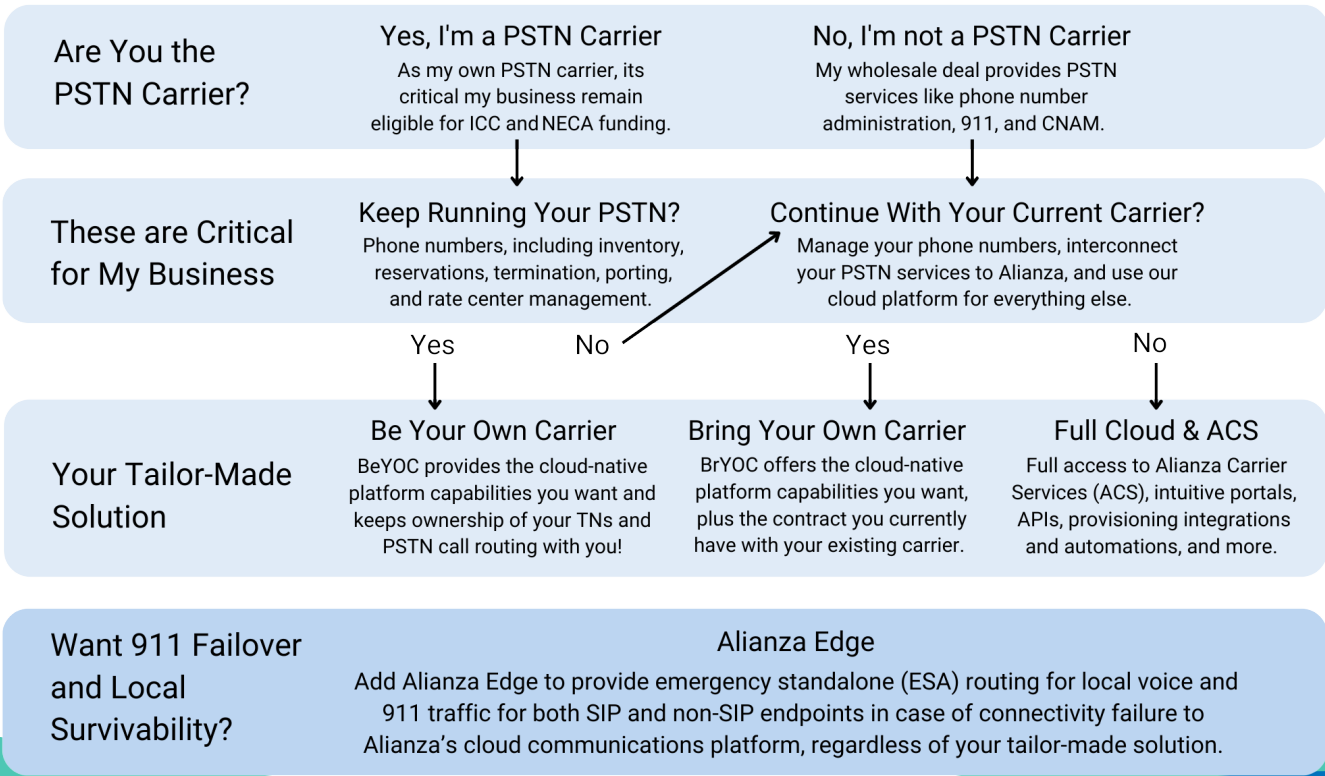 Are You the
PSTN Carrier?
Yes, I'm a PSTN Carrier
As my own PSTN carrier, its
critical my business remain
eligible for ICC and NECA funding.
No, I'm not a PSTN Carrier
My wholesale deal provides PSTN
services like phone number
administration, 911, and CNAM.
These are Critical
for My Business
Keep Running Your PSTN?
Phone numbers, including inventory,
reservations, termination, porting,
and rate center management.
Continue With Your Current Carrier?
Manage your phone numbers, interconnect
your PSTN services to Alianza, and use our
cloud platform for everything else.
Yes
No
Yes
No
Your Tailor-Made
Solution
Be Your Own Carrier
BeYOC provides the cloud-native
platform capabilities you want and
keeps ownership of your TNs and
PSTN call routing with you!
Bring Your Own Carrier
BrYOC offers the cloud-native
platform capabilities you want,
plus the contract you currently
have with your existing carrier.
Full Cloud & ACS
Full access to Alianza Carrier
Services (ACS), intuitive portals,
APIs, provisioning integrations
and automations, and more.
Want 911 Failover
and Local
Survivability?
Alianza Edge
Add Alianza Edge to provide emergency standalone (ESA) routing for local voice and
911 traffic for both SIP and non-SIP endpoints in case of connectivity failure to
Alianza’s cloud communications platform, regardless of your tailor-made solution.